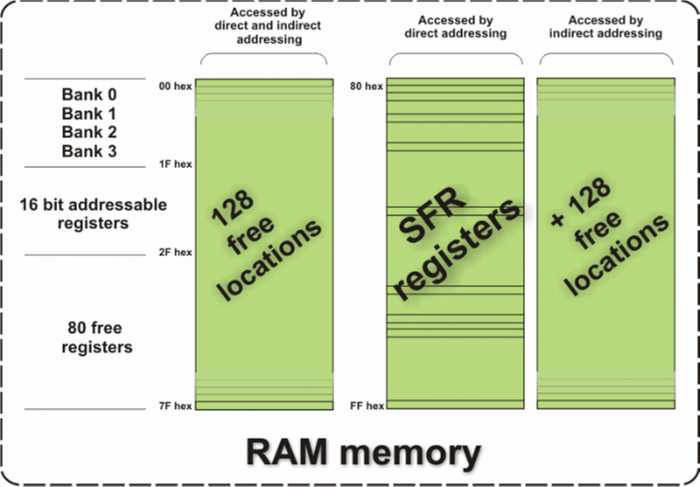 Accessed by
direct and indirect
addressing
Accessed by
direct addressing
Accessed by
indirect addressing
00 hex
80 hex
Bank 0
Bank 1
Bank 2
Bank 3
1F hex
16 bit addressable
registers
2F hex
80 free
registers
7F hex
FF hex
128
free
locations
SFR
registers
+ 128
free
locations
RAM memory